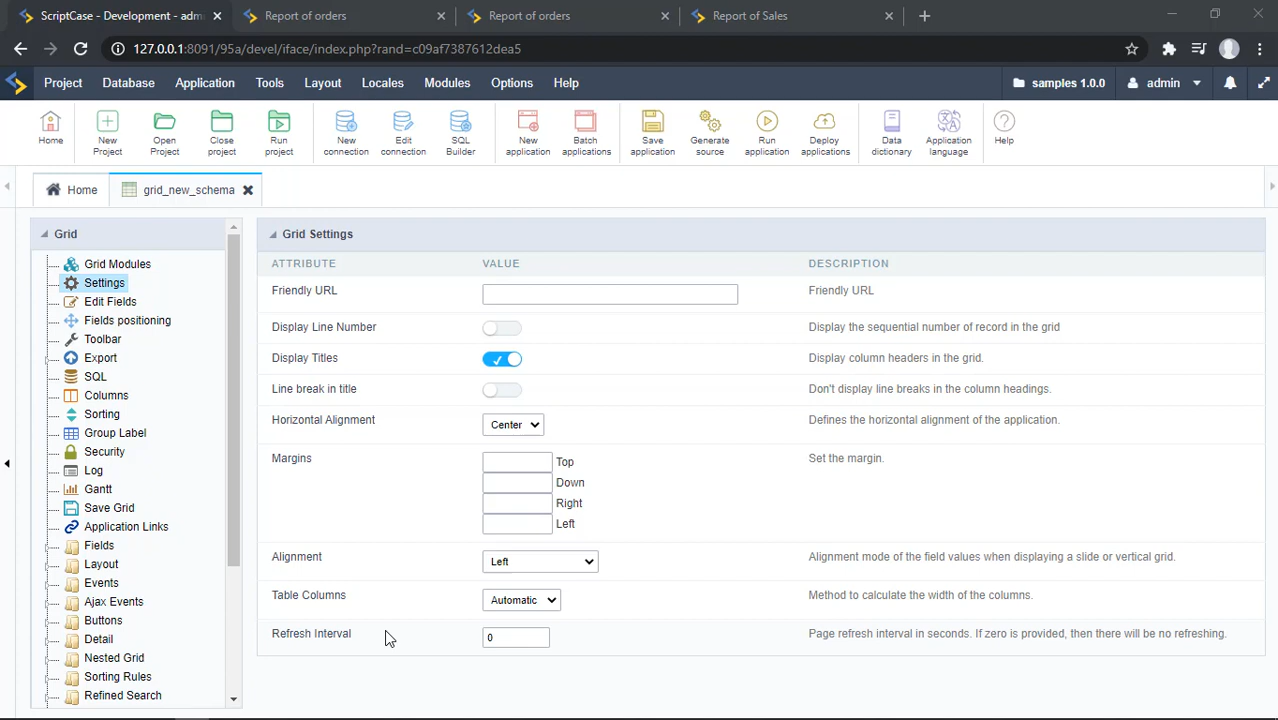 ScriptCase - Development - adm
Report of orders
Report of orders
Report of Sales
127.0.0.1:8091/95a/devel/iface/index.php?rand=c09af7387612dea5
Project Database Application Tools Layout Locales Modules Options Help
samples 1.0.0
admin
Home
New Project
Open Project
Close project
Run project
New connection
Edit connection
SQL Builder
New application
Batch applications
Save application
Generate source
Run application
Deploy applications
Data dictionary
Application language
Help
Home
grid_new_schema
Grid
Grid Modules
Settings
Edit Fields
Fields positioning
Toolbar
Export
SQL
Columns
Sorting
Group Label
Security
Log
Gantt
Save Grid
Application Links
Fields
Layout
Events
Ajax Events
Buttons
Detail
Nested Grid
Sorting Rules
Refined Search
Grid Settings
ATTRIBUTE VALUE DESCRIPTION
Friendly URL Friendly URL
Display Line Number Display the sequential number of record in the grid
Display Titles Display column headers in the grid.
Line break in title Don't display line breaks in the column headings.
Horizontal Alignment Center Defines the horizontal alignment of the application.
Margins Top Set the margin.
Down
Right
Left
Alignment Left Alignment mode of the field values when displaying a slide or vertical grid.
Table Columns Automatic Method to calculate the width of the columns.
Refresh Interval 0 Page refresh interval in seconds. If zero is provided, then there will be no refreshing.